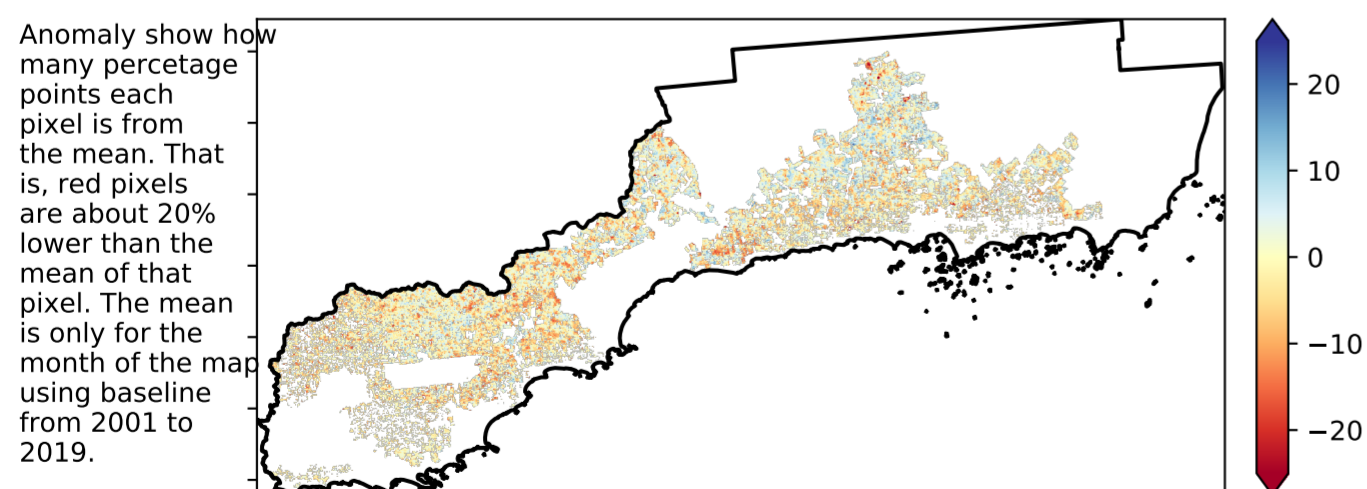 Anomaly show how
many percetage
points each
pixel is from
the mean. That
is, red pixels
are about 20%
lower than the
mean of that
pixel. The mean
is only for the
month of the map
using baseline
from 2001 to
2019.
20
10
0
−10
−20